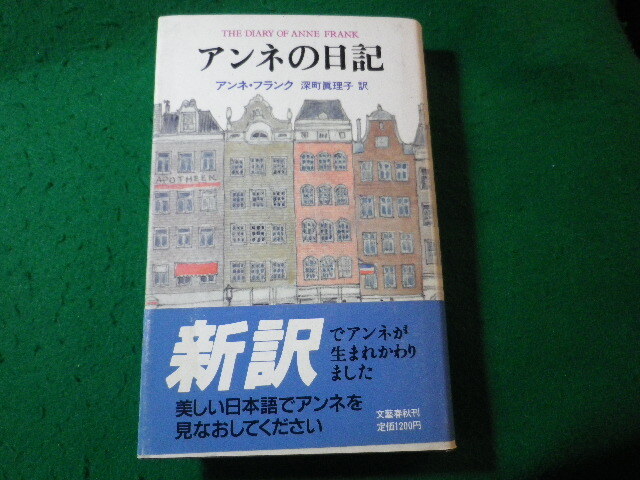 THE DIARY OF ANNE FRANK
アンネの日記
アンネ・フランク 深町眞理子 訳
APOTHEEK
新訳
でアンネが
生まれかわり
ました
美しい日本語でアンネを
見なおしてください
文藝春秋刊
定価1200円